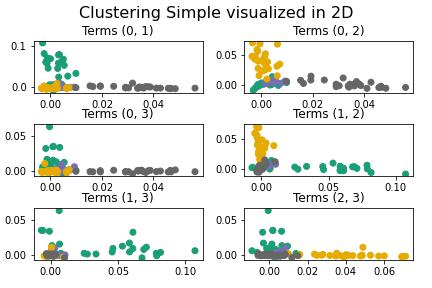 Clustering Simple visualized in 2D
Terms (0, 1)
Terms (0, 2)
0.1
0.0
0.00 0.02 0.04
0.05
0.00
0.00 0.02 0.04
Terms (0, 3)
Terms (1, 2)
0.05
0.00
0.00 0.02 0.04
0.05
0.00
0.00 0.05 0.10
Terms (1, 3)
Terms (2, 3)
0.05
0.00
0.00 0.05 0.10
0.05
0.00
0.00 0.02 0.04 0.06